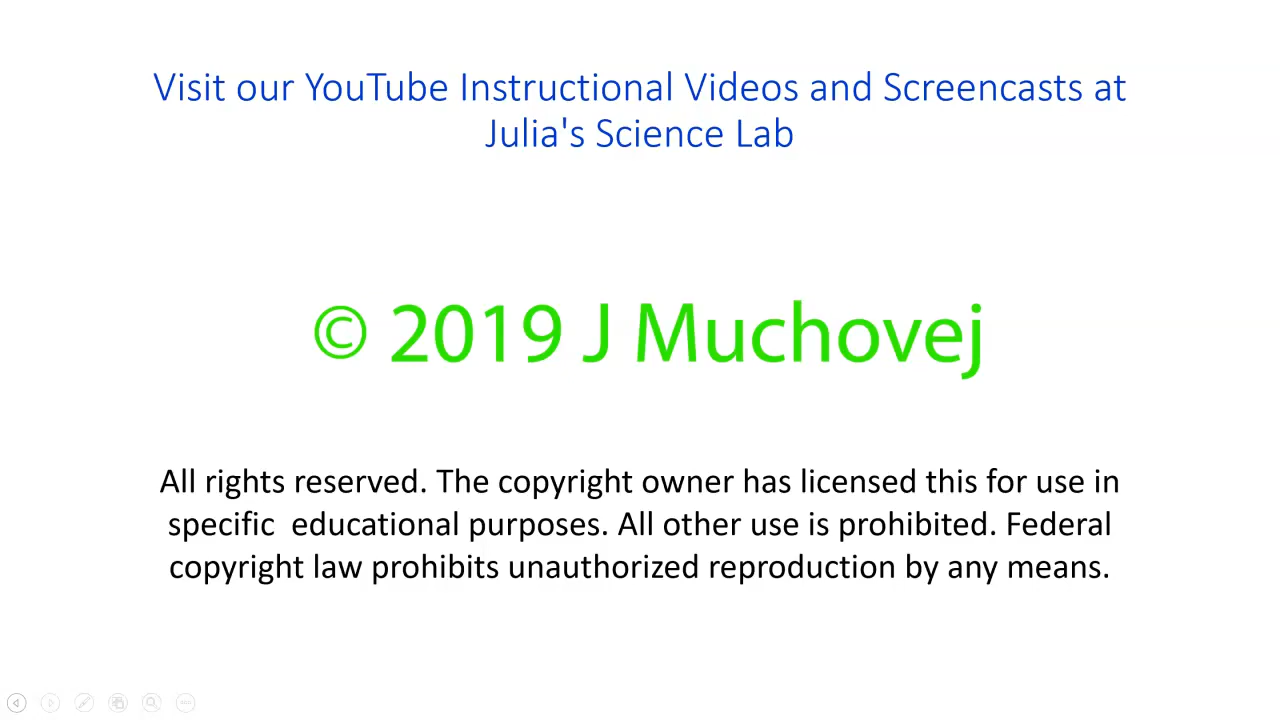 Visit our YouTube Instructional Videos and Screencasts at
Julia's Science Lab
© 2019 J Muchovej
All rights reserved. The copyright owner has licensed this for use in
specific  educational purposes. All other use is prohibited. Federal
copyright law prohibits unauthorized reproduction by any means.